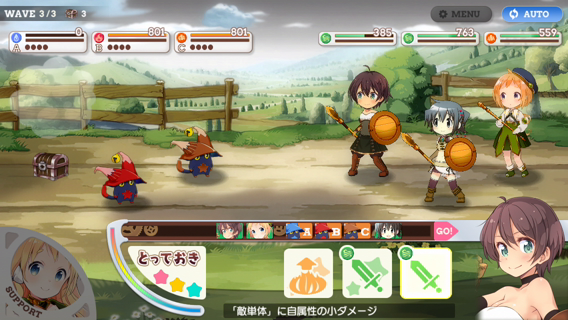 WAVE 3/3 3
MENU
AUTO
0
801
801
385
763
559
A
B
C
A
B
C
GO!
とっておき
SUPPORT
「敵単体」に自属性の小ダメージ